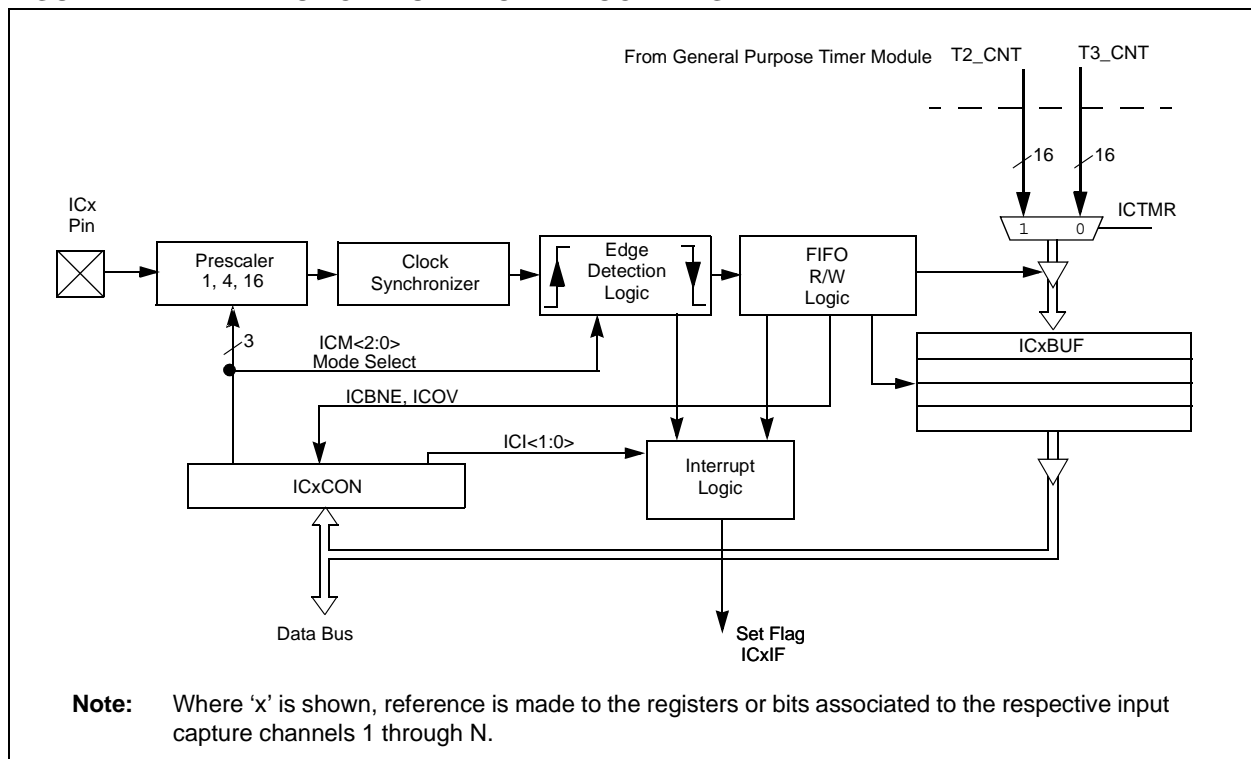 From General Purpose Timer Module T2_CNT T3_CNT
16 16
ICx
Pin
ICTMR
1 0
Prescaler
1, 4, 16
Clock
Synchronizer
Edge
Detection
Logic
FIFO
R/W
Logic
3
ICM<2:0>
Mode Select
ICxBUF
ICBNE, ICOV
ICI<1:0>
Interrupt
Logic
ICxCON
Data Bus
Set Flag
ICxIF
Note: Where ‘x’ is shown, reference is made to the registers or bits associated to the respective input
capture channels 1 through N.